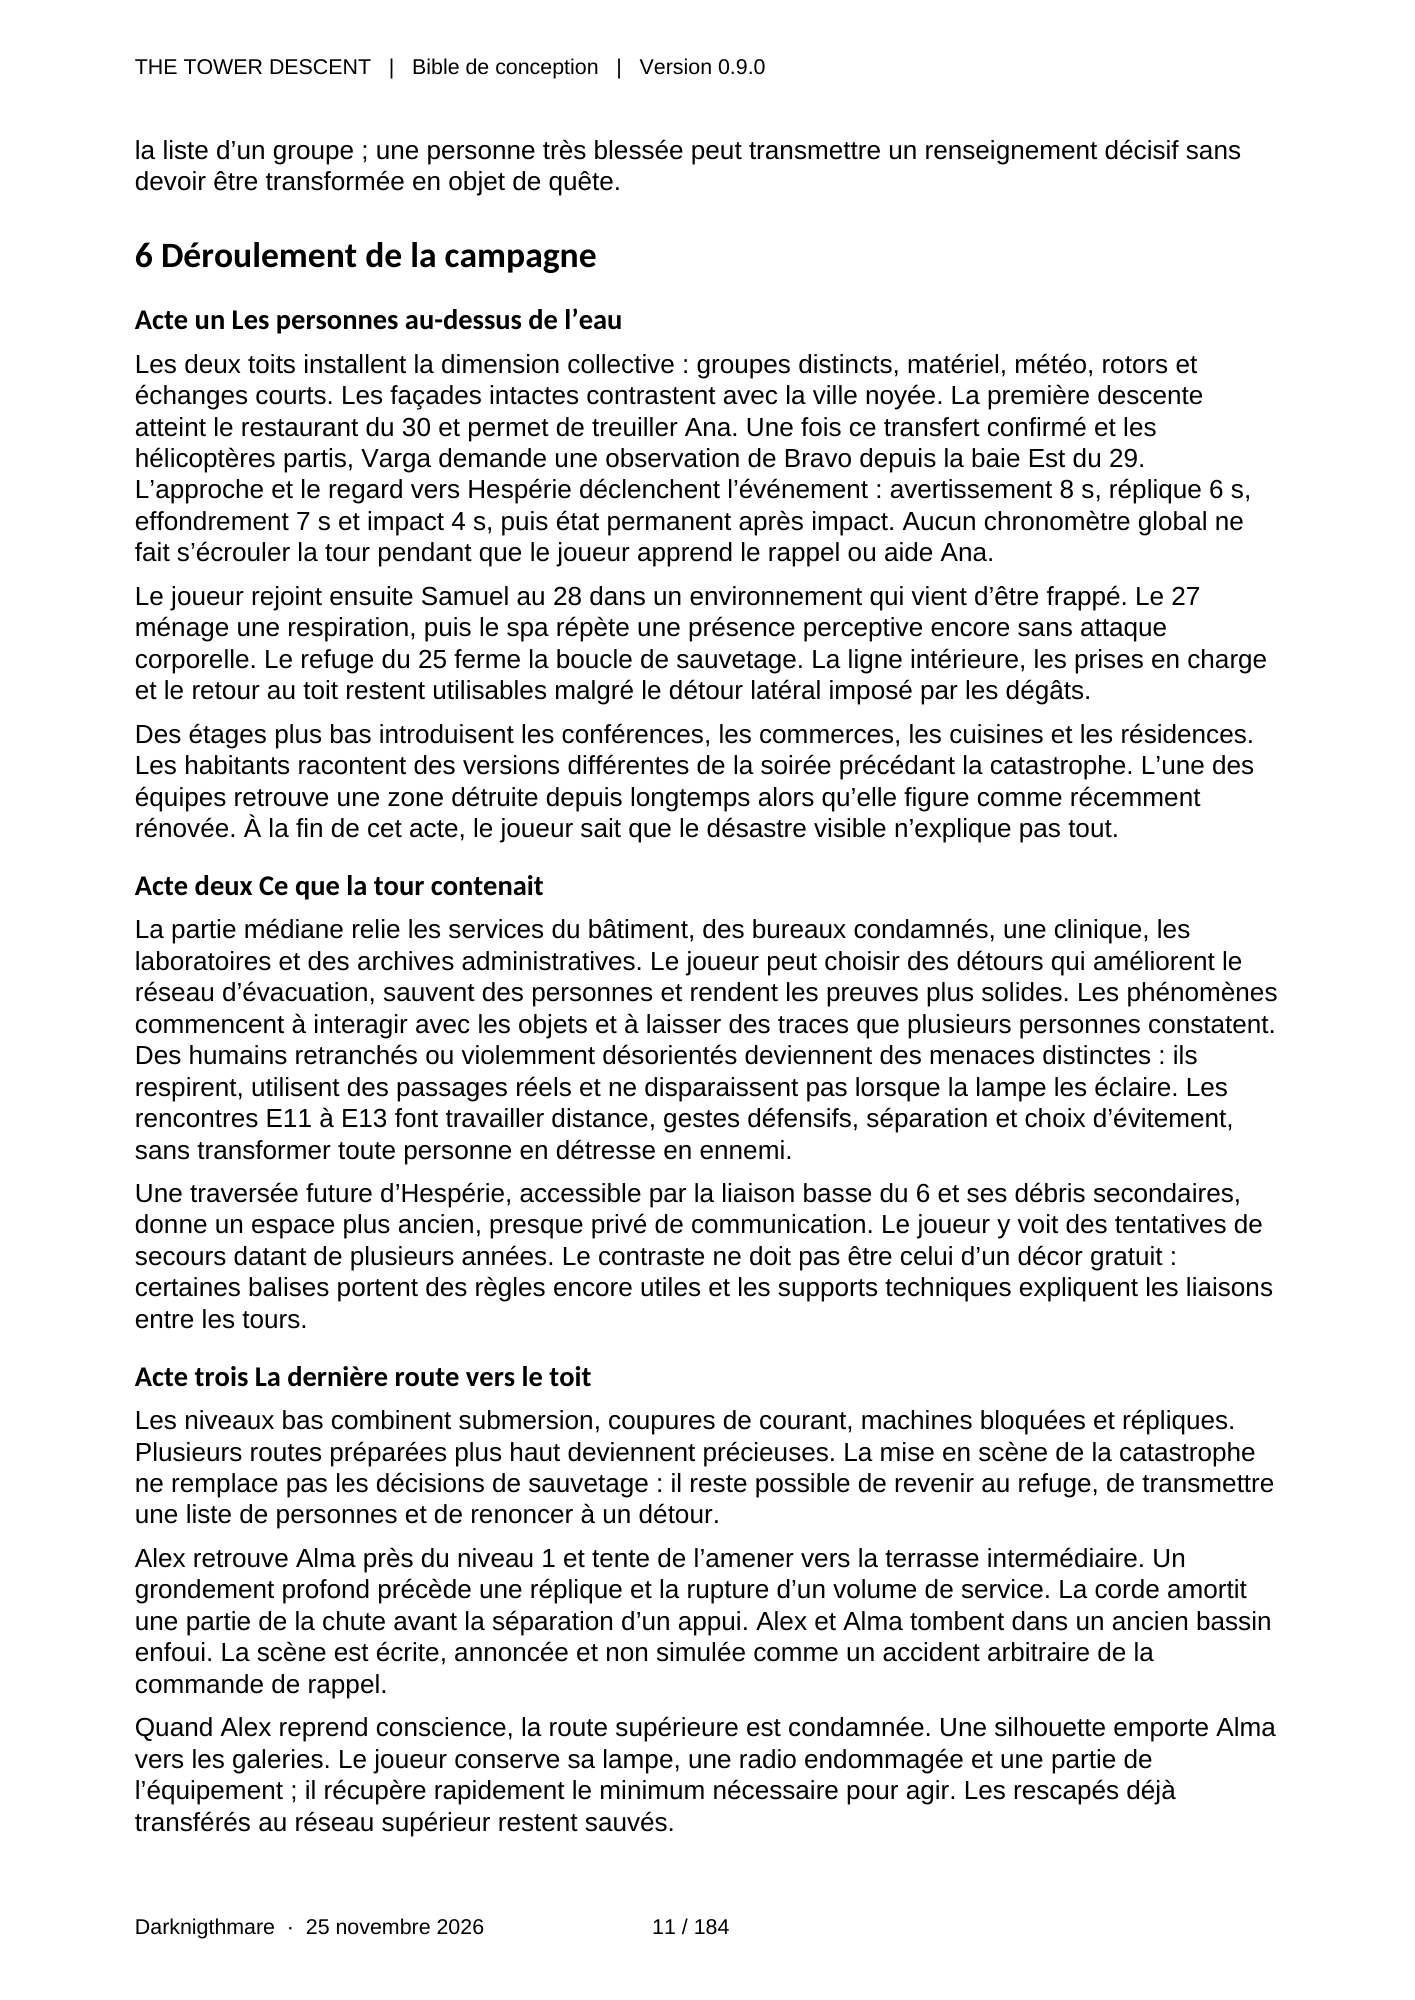 THE TOWER DESCENT | Bible de conception | Version 0.9.0
la liste d’un groupe ; une personne très blessée peut transmettre un renseignement décisif sans
devoir être transformée en objet de quête.
6 Déroulement de la campagne
Acte un Les personnes au-dessus de l’eau
Les deux toits installent la dimension collective : groupes distincts, matériel, météo, rotors et
échanges courts. Les façades intactes contrastent avec la ville noyée. La première descente
atteint le restaurant du 30 et permet de treuiller Ana. Une fois ce transfert confirmé et les
hélicoptères partis, Varga demande une observation de Bravo depuis la baie Est du 29.
L’approche et le regard vers Hespérie déclenchent l’événement : avertissement 8 s, réplique 6 s,
effondrement 7 s et impact 4 s, puis état permanent après impact. Aucun chronomètre global ne
fait s’écrouler la tour pendant que le joueur apprend le rappel ou aide Ana.
Le joueur rejoint ensuite Samuel au 28 dans un environnement qui vient d’être frappé. Le 27
ménage une respiration, puis le spa répète une présence perceptive encore sans attaque
corporelle. Le refuge du 25 ferme la boucle de sauvetage. La ligne intérieure, les prises en charge
et le retour au toit restent utilisables malgré le détour latéral imposé par les dégâts.
Des étages plus bas introduisent les conférences, les commerces, les cuisines et les résidences.
Les habitants racontent des versions différentes de la soirée précédant la catastrophe. L’une des
équipes retrouve une zone détruite depuis longtemps alors qu’elle figure comme récemment
rénovée. À la fin de cet acte, le joueur sait que le désastre visible n’explique pas tout.
Acte deux Ce que la tour contenait
La partie médiane relie les services du bâtiment, des bureaux condamnés, une clinique, les
laboratoires et des archives administratives. Le joueur peut choisir des détours qui améliorent le
réseau d’évacuation, sauvent des personnes et rendent les preuves plus solides. Les phénomènes
commencent à interagir avec les objets et à laisser des traces que plusieurs personnes constatent.
Des humains retranchés ou violemment désorientés deviennent des menaces distinctes : ils
respirent, utilisent des passages réels et ne disparaissent pas lorsque la lampe les éclaire. Les
rencontres E11 à E13 font travailler distance, gestes défensifs, séparation et choix d’évitement,
sans transformer toute personne en détresse en ennemi.
Une traversée future d’Hespérie, accessible par la liaison basse du 6 et ses débris secondaires,
donne un espace plus ancien, presque privé de communication. Le joueur y voit des tentatives de
secours datant de plusieurs années. Le contraste ne doit pas être celui d’un décor gratuit :
certaines balises portent des règles encore utiles et les supports techniques expliquent les liaisons
entre les tours.
Acte trois La dernière route vers le toit
Les niveaux bas combinent submersion, coupures de courant, machines bloquées et répliques.
Plusieurs routes préparées plus haut deviennent précieuses. La mise en scène de la catastrophe
ne remplace pas les décisions de sauvetage : il reste possible de revenir au refuge, de transmettre
une liste de personnes et de renoncer à un détour.
Alex retrouve Alma près du niveau 1 et tente de l’amener vers la terrasse intermédiaire. Un
grondement profond précède une réplique et la rupture d’un volume de service. La corde amortit
une partie de la chute avant la séparation d’un appui. Alex et Alma tombent dans un ancien bassin
enfoui. La scène est écrite, annoncée et non simulée comme un accident arbitraire de la
commande de rappel.
Quand Alex reprend conscience, la route supérieure est condamnée. Une silhouette emporte Alma
vers les galeries. Le joueur conserve sa lampe, une radio endommagée et une partie de
l’équipement ; il récupère rapidement le minimum nécessaire pour agir. Les rescapés déjà
transférés au réseau supérieur restent sauvés.
Darknigthmare · 25 novembre 2026 11 / 184